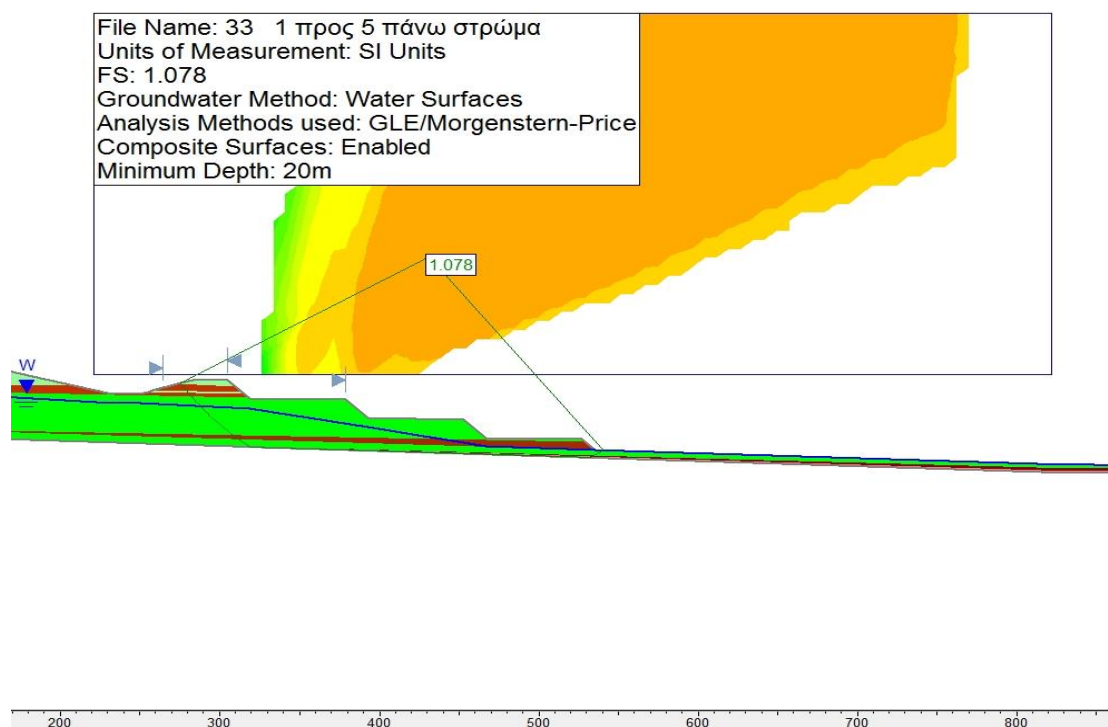 File Name: 33   1 προς 5 πάνω στρώμα
Units of Measurement: SI Units
FS: 1.078
Groundwater Method: Water Surfaces
Analysis Methods used: GLE/Morgenstern-Price
Composite Surfaces: Enabled
Minimum Depth: 20m
1.078
W
200 300 400 500 600 700 800